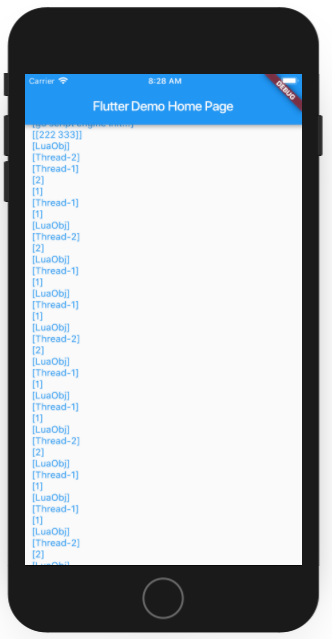 Carrier
8:28 AM
DEBUG
Flutter Demo Home Page
[[222 333]]
[LuaObj]
[Thread-2]
[Thread-1]
[2]
[1]
[Thread-1]
[1]
[LuaObj]
[Thread-2]
[2]
[LuaObj]
[Thread-1]
[1]
[LuaObj]
[Thread-1]
[1]
[LuaObj]
[Thread-2]
[2]
[LuaObj]
[Thread-1]
[1]
[LuaObj]
[Thread-1]
[1]
[LuaObj]
[Thread-2]
[2]
[LuaObj]
[Thread-1]
[1]
[LuaObj]
[Thread-1]
[1]
[LuaObj]
[Thread-2]
[2]
[LuaObj]